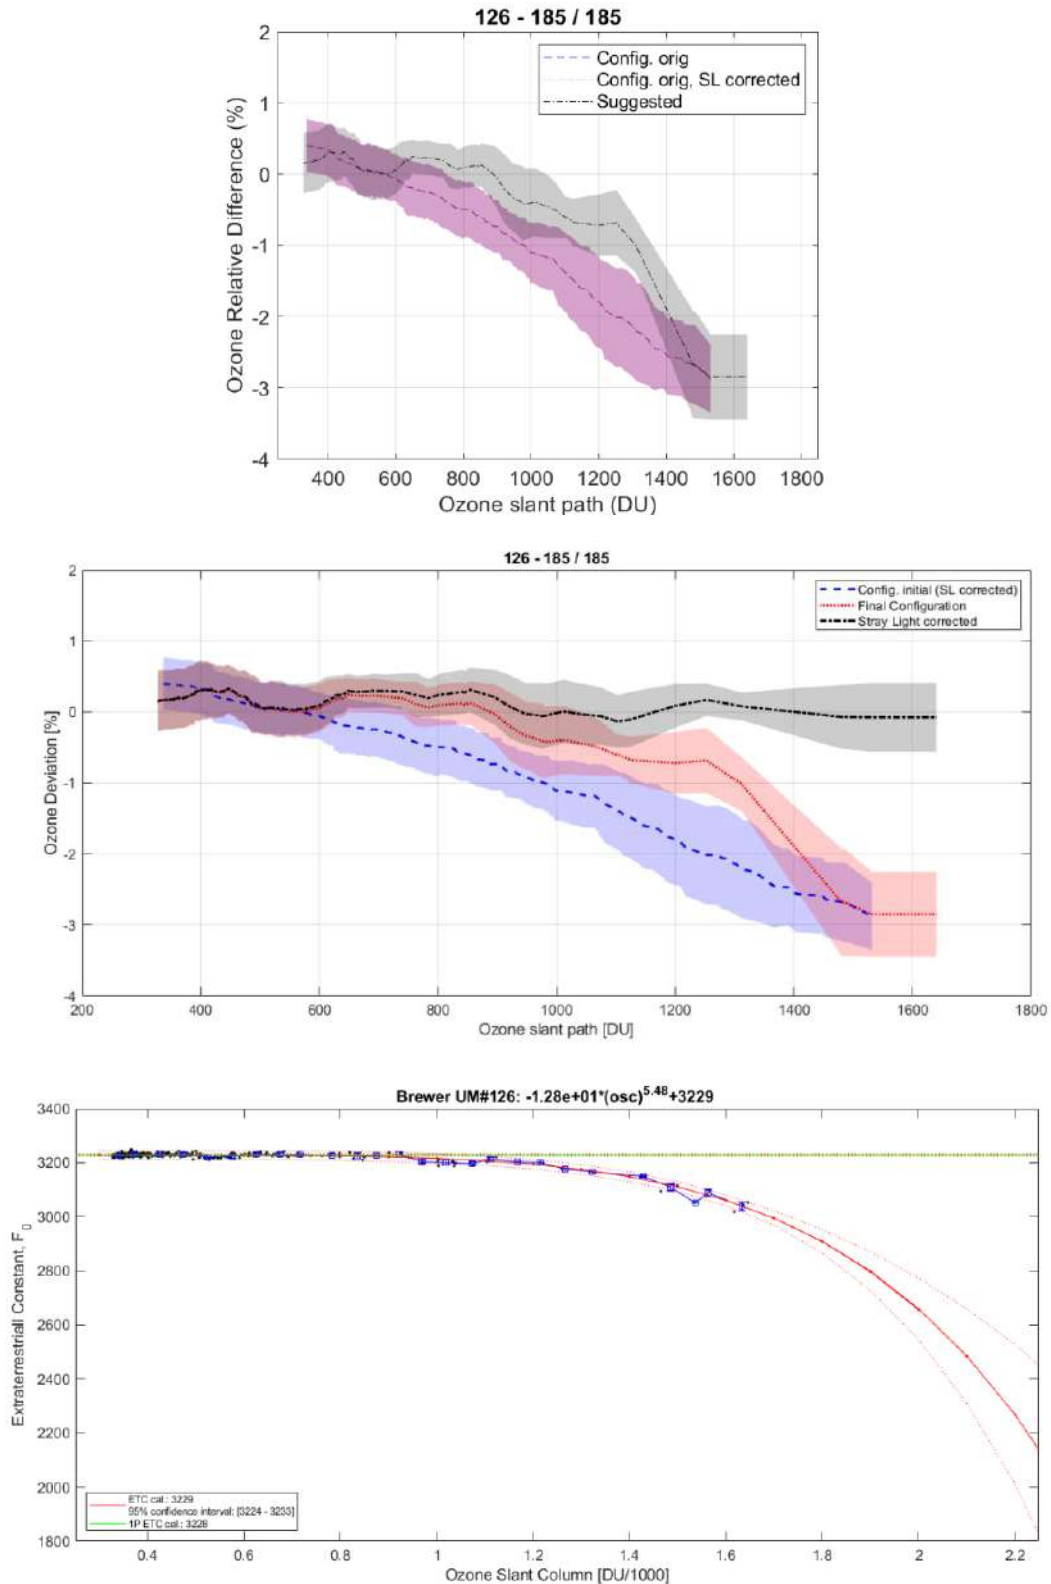 126 - 185 / 185
2
1
0
-1
-2
-3
-4
Ozone Relative Difference (%)
Config. orig
Config. orig, SL corrected
Suggested
400 600 800 1000 1200 1400 1600 1800
Ozone slant path (DU)
126 - 185 / 185
2
1
0
-1
-2
-3
-4
Ozone Deviation [%]
Config. initial (SL corrected)
Final Configuration
Stray Light corrected
200 400 600 800 1000 1200 1400 1600 1800
Ozone slant path [DU]
Brewer UM#126: -1.28e+01*(osc)^5.48+3229
3400
3200
3000
2800
2600
2400
2200
2000
1800
Extraterrestriall Constant, F_0
ETC cal.: 3229
95% confidence interval: [3224 - 3233]
1P ETC cal.: 3228
0.4 0.6 0.8 1 1.2 1.4 1.6 1.8 2 2.2
Ozone Slant Column [DU/1000]